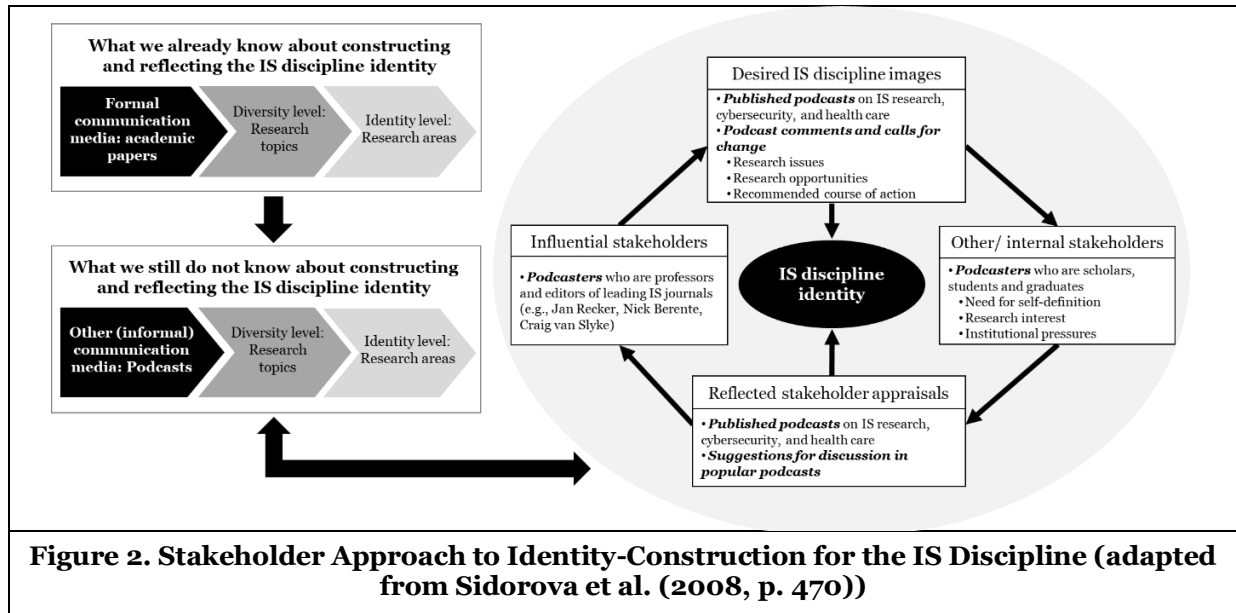 What we already know about constructing
and reflecting the IS discipline identity
Formal
communication
media: academic
papers
Diversity level:
Research
topics
Identity level:
Research areas
What we still do not know about constructing
and reflecting the IS discipline identity
Other (informal)
communication
media: Podcasts
Diversity level:
Research
topics
Identity level:
Research areas
Desired IS discipline images
•Published podcasts on IS research,
cybersecurity, and health care
•Podcast comments and calls for
change
•Research issues
•Research opportunities
•Recommended course of action
Influential stakeholders
•Podcasters who are professors
and editors of leading IS journals
(e.g., Jan Recker, Nick Berente,
Craig van Slyke)
IS discipline
identity
Other/ internal stakeholders
•Podcasters who are scholars,
students and graduates
•Need for self-definition
•Research interest
•Institutional pressures
Reflected stakeholder appraisals
•Published podcasts on IS research,
cybersecurity, and health care
•Suggestions for discussion in
popular podcasts
Figure 2. Stakeholder Approach to Identity-Construction for the IS Discipline (adapted
from Sidorova et al. (2008, p. 470))